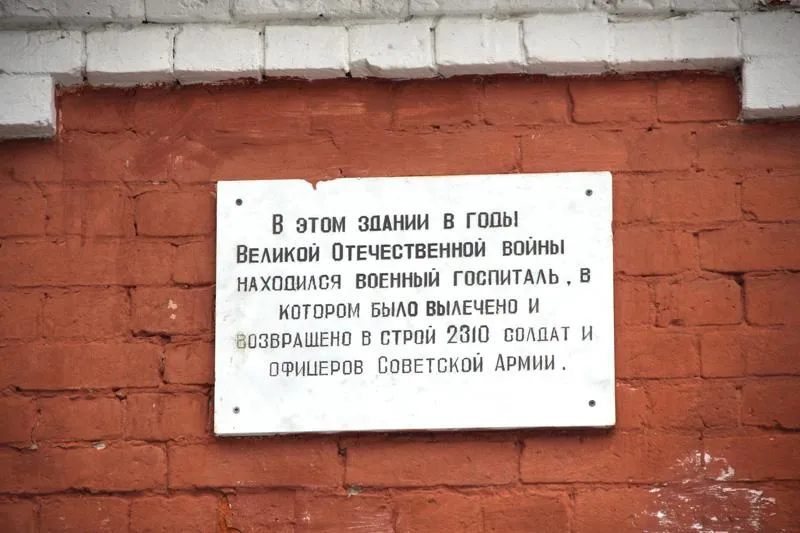 В этом здании в годы
Великой Отечественной войны
находился военный госпиталь, в
котором было вылечено и
возвращено в строй 2310 солдат и
офицеров Советской Армии.